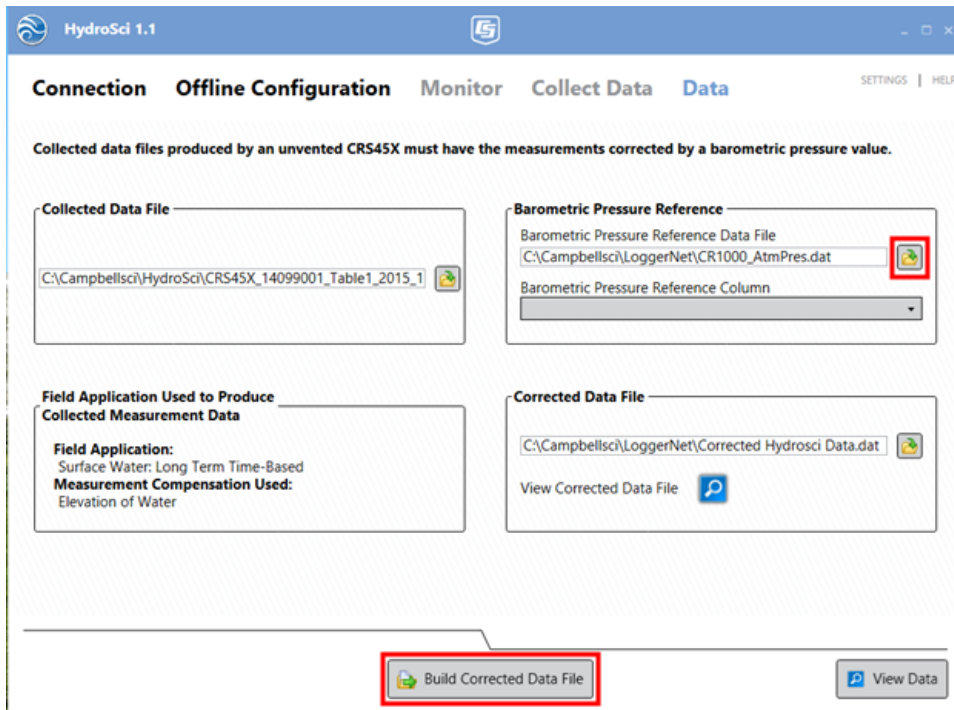 HydroSci 1.1
Connection Offline Configuration Monitor Collect Data Data
SETTINGS | HELP
Collected data files produced by an unvented CRS45X must have the measurements corrected by a barometric pressure value.
Collected Data File
C:\Campbellsci\HydroSci\CRS45X_14099001_Table1_2015_1
Barometric Pressure Reference
Barometric Pressure Reference Data File
C:\Campbellsci\LoggerNet\CR1000_AtmPres.dat
Barometric Pressure Reference Column
Field Application Used to Produce
Collected Measurement Data
Field Application:
Surface Water: Long Term Time-Based
Measurement Compensation Used:
Elevation of Water
Corrected Data File
C:\Campbellsci\LoggerNet\Corrected Hydrosci Data.dat
View Corrected Data File
Build Corrected Data File
View Data